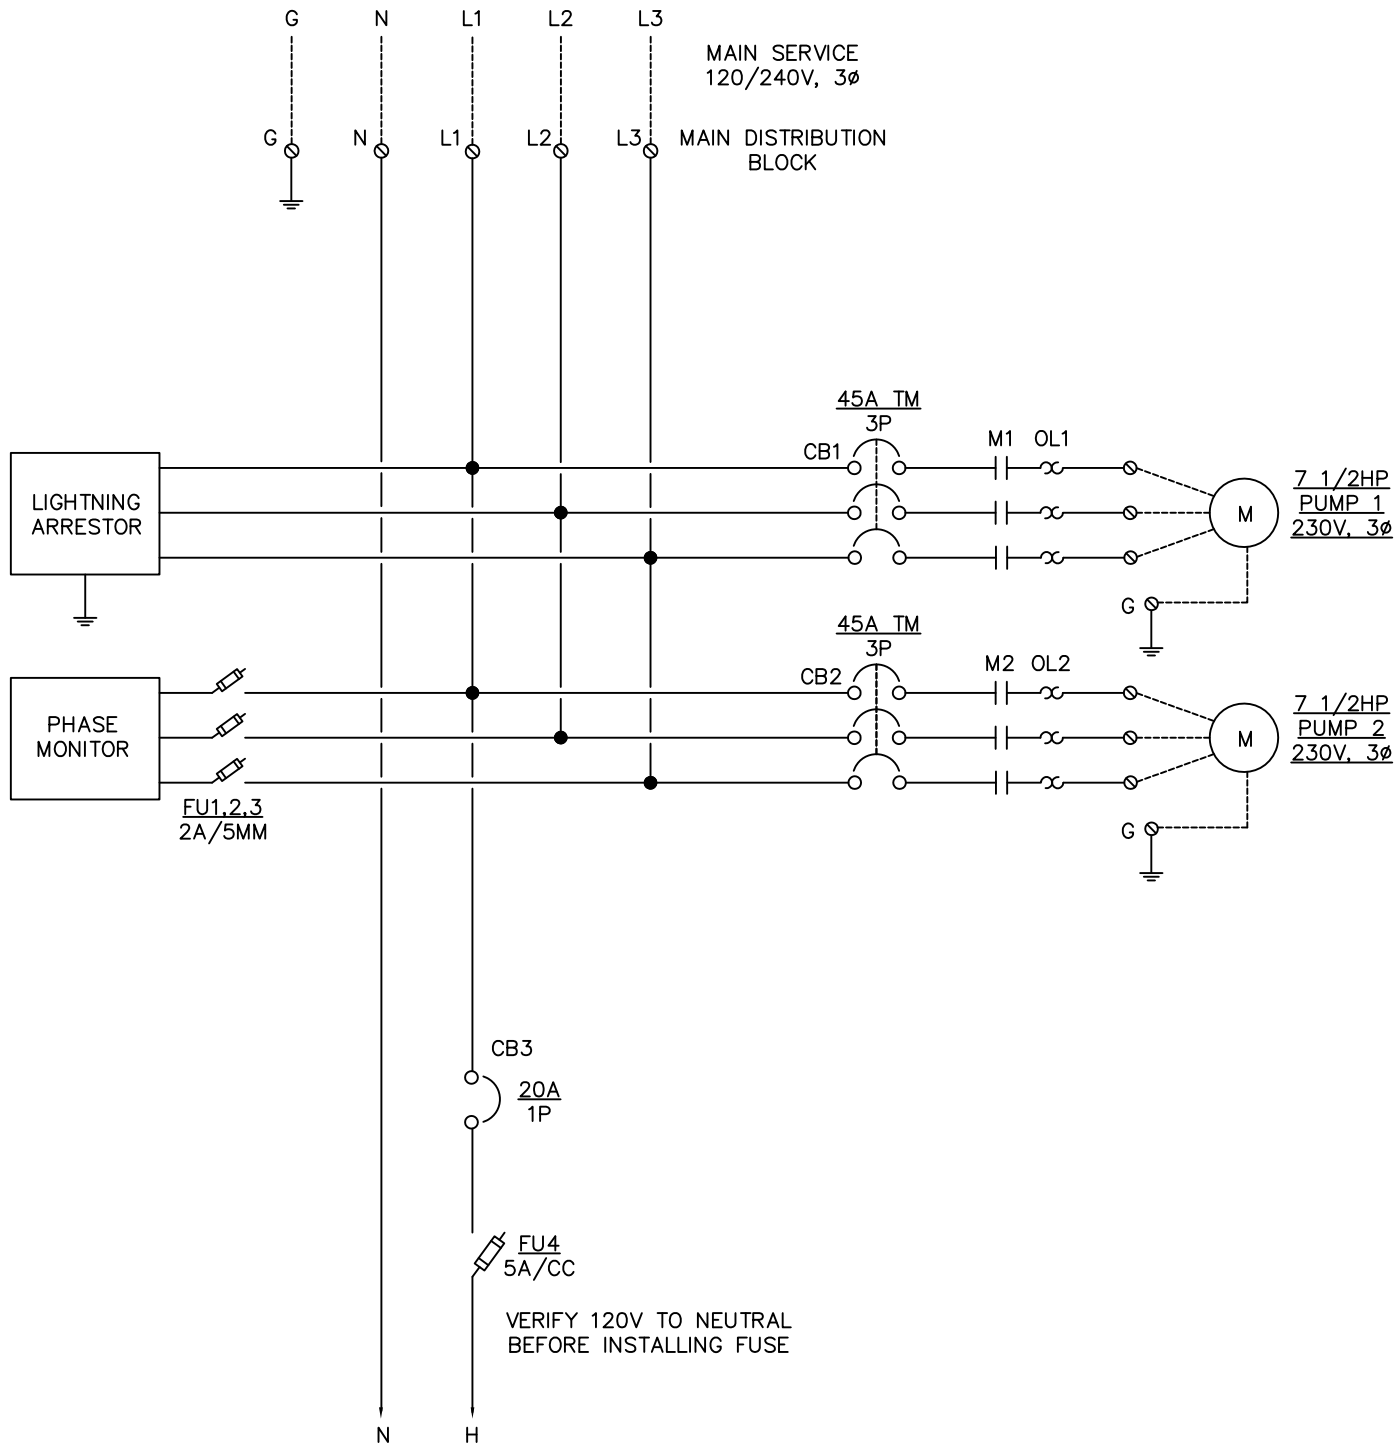 G N L1 L2 L3
MAIN SERVICE
120/240V, 3ø
G N L1 L2 L3
MAIN DISTRIBUTION
BLOCK
45A TM
3P
CB1
M1 OL1
LIGHTNING
ARRESTOR
M
7 1/2HP
PUMP 1
230V, 3ø
G
45A TM
3P
CB2
M2 OL2
PHASE
MONITOR
M
7 1/2HP
PUMP 2
230V, 3ø
FU1,2,3
2A/5MM
G
CB3
20A
1P
FU4
5A/CC
VERIFY 120V TO NEUTRAL
BEFORE INSTALLING FUSE
N H